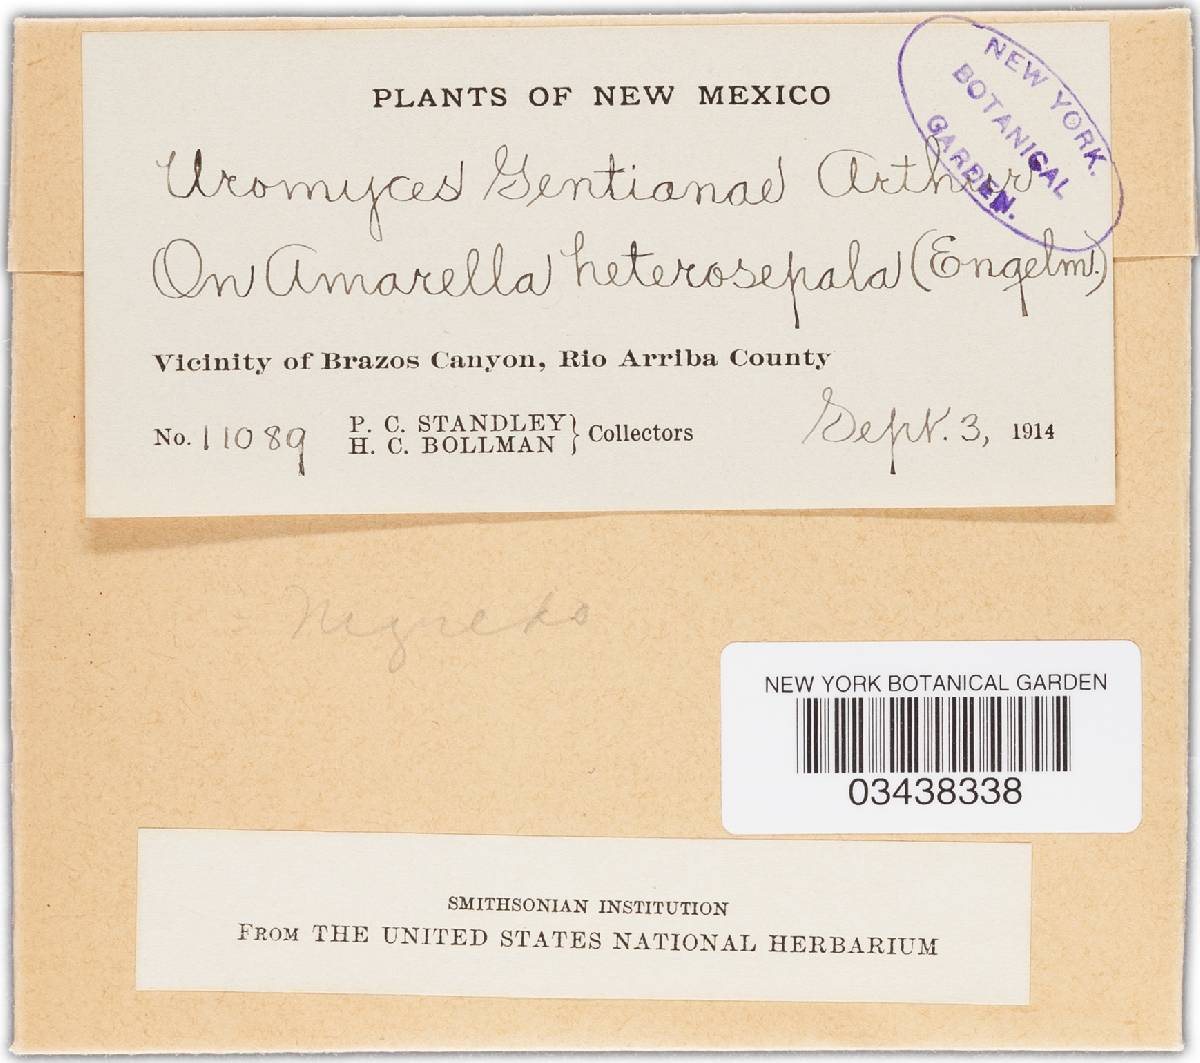 PLANTS OF NEW MEXICO
NEW YORK.
BOTANICAL
GARDEN.
Uromyces Gentianae Arthur
On Amarella heterosepala (Engelm.)
Vicinity of Brazos Canyon, Rio Arriba County
No. 11089 P. C. STANDLEY
H. C. BOLLMAN } Collectors Sept. 3, 1914
NEW YORK BOTANICAL GARDEN
03438338
SMITHSONIAN INSTITUTION
FROM THE UNITED STATES NATIONAL HERBARIUM